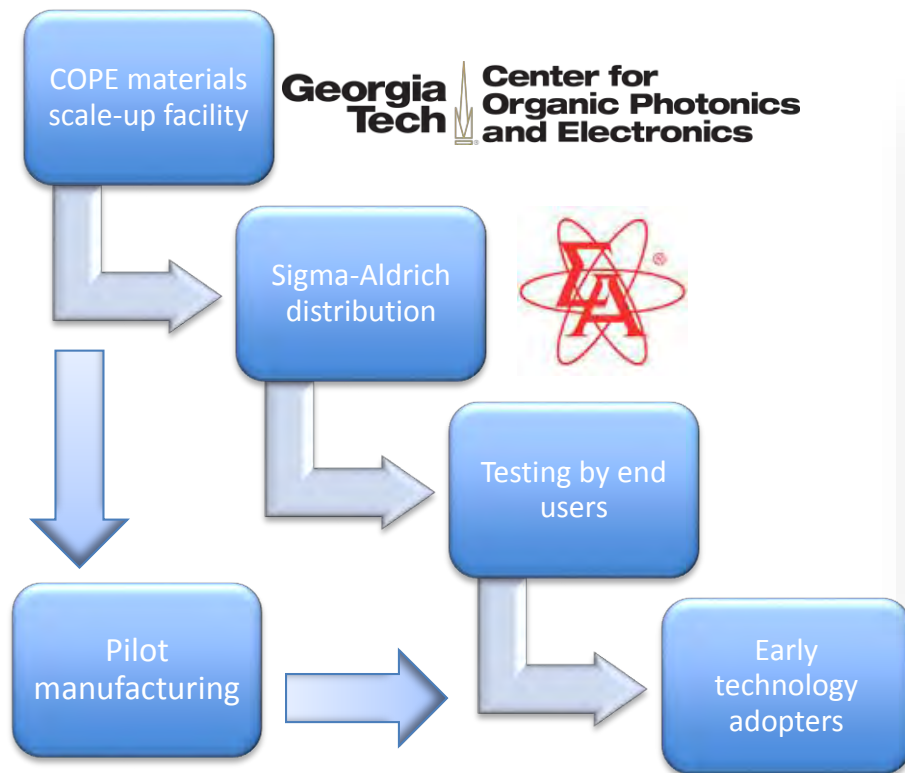 COPE materials
scale-up facility
Georgia
Tech
Center for
Organic Photonics
and Electronics
®
Sigma-Aldrich
distribution
ΣA
®
Testing by end
users
Pilot
manufacturing
Early
technology
adopters